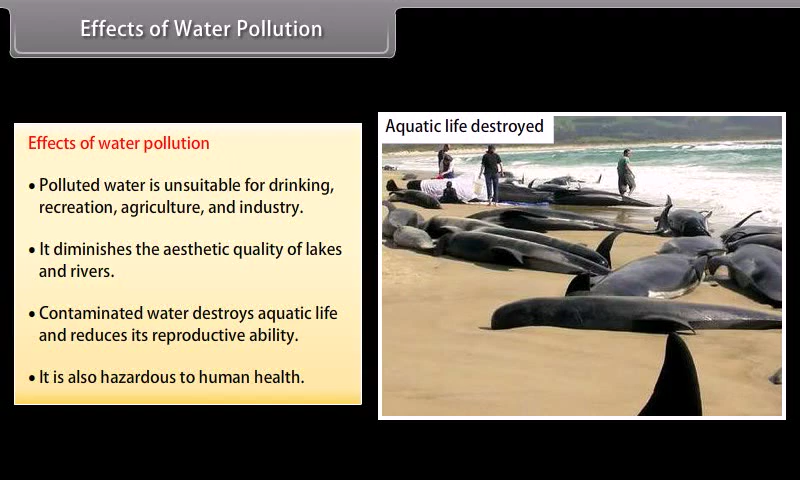 Effects of Water Pollution
Effects of water pollution
• Polluted water is unsuitable for drinking,
recreation, agriculture, and industry.
• It diminishes the aesthetic quality of lakes
and rivers.
• Contaminated water destroys aquatic life
and reduces its reproductive ability.
• It is also hazardous to human health.
Aquatic life destroyed